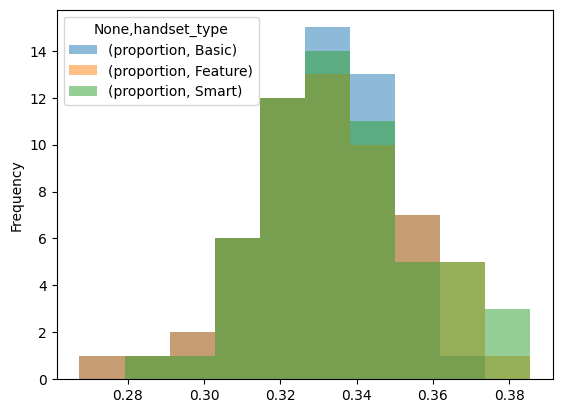 None,handset_type
(proportion, Basic)
(proportion, Feature)
(proportion, Smart)
Frequency
14
12
10
8
6
4
2
0
0.28 0.30 0.32 0.34 0.36 0.38